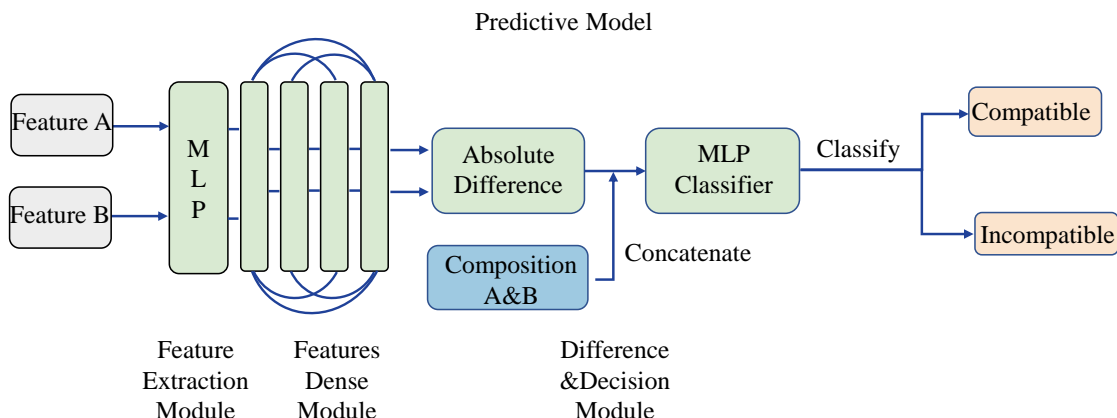 Predictive Model
Feature A
Feature B
M
L
P
Absolute
Difference
MLP
Classifier
Classify
Compatible
Incompatible
Composition
A&B
Concatenate
Feature
Extraction
Module
Features
Dense
Module
Difference
&Decision
Module